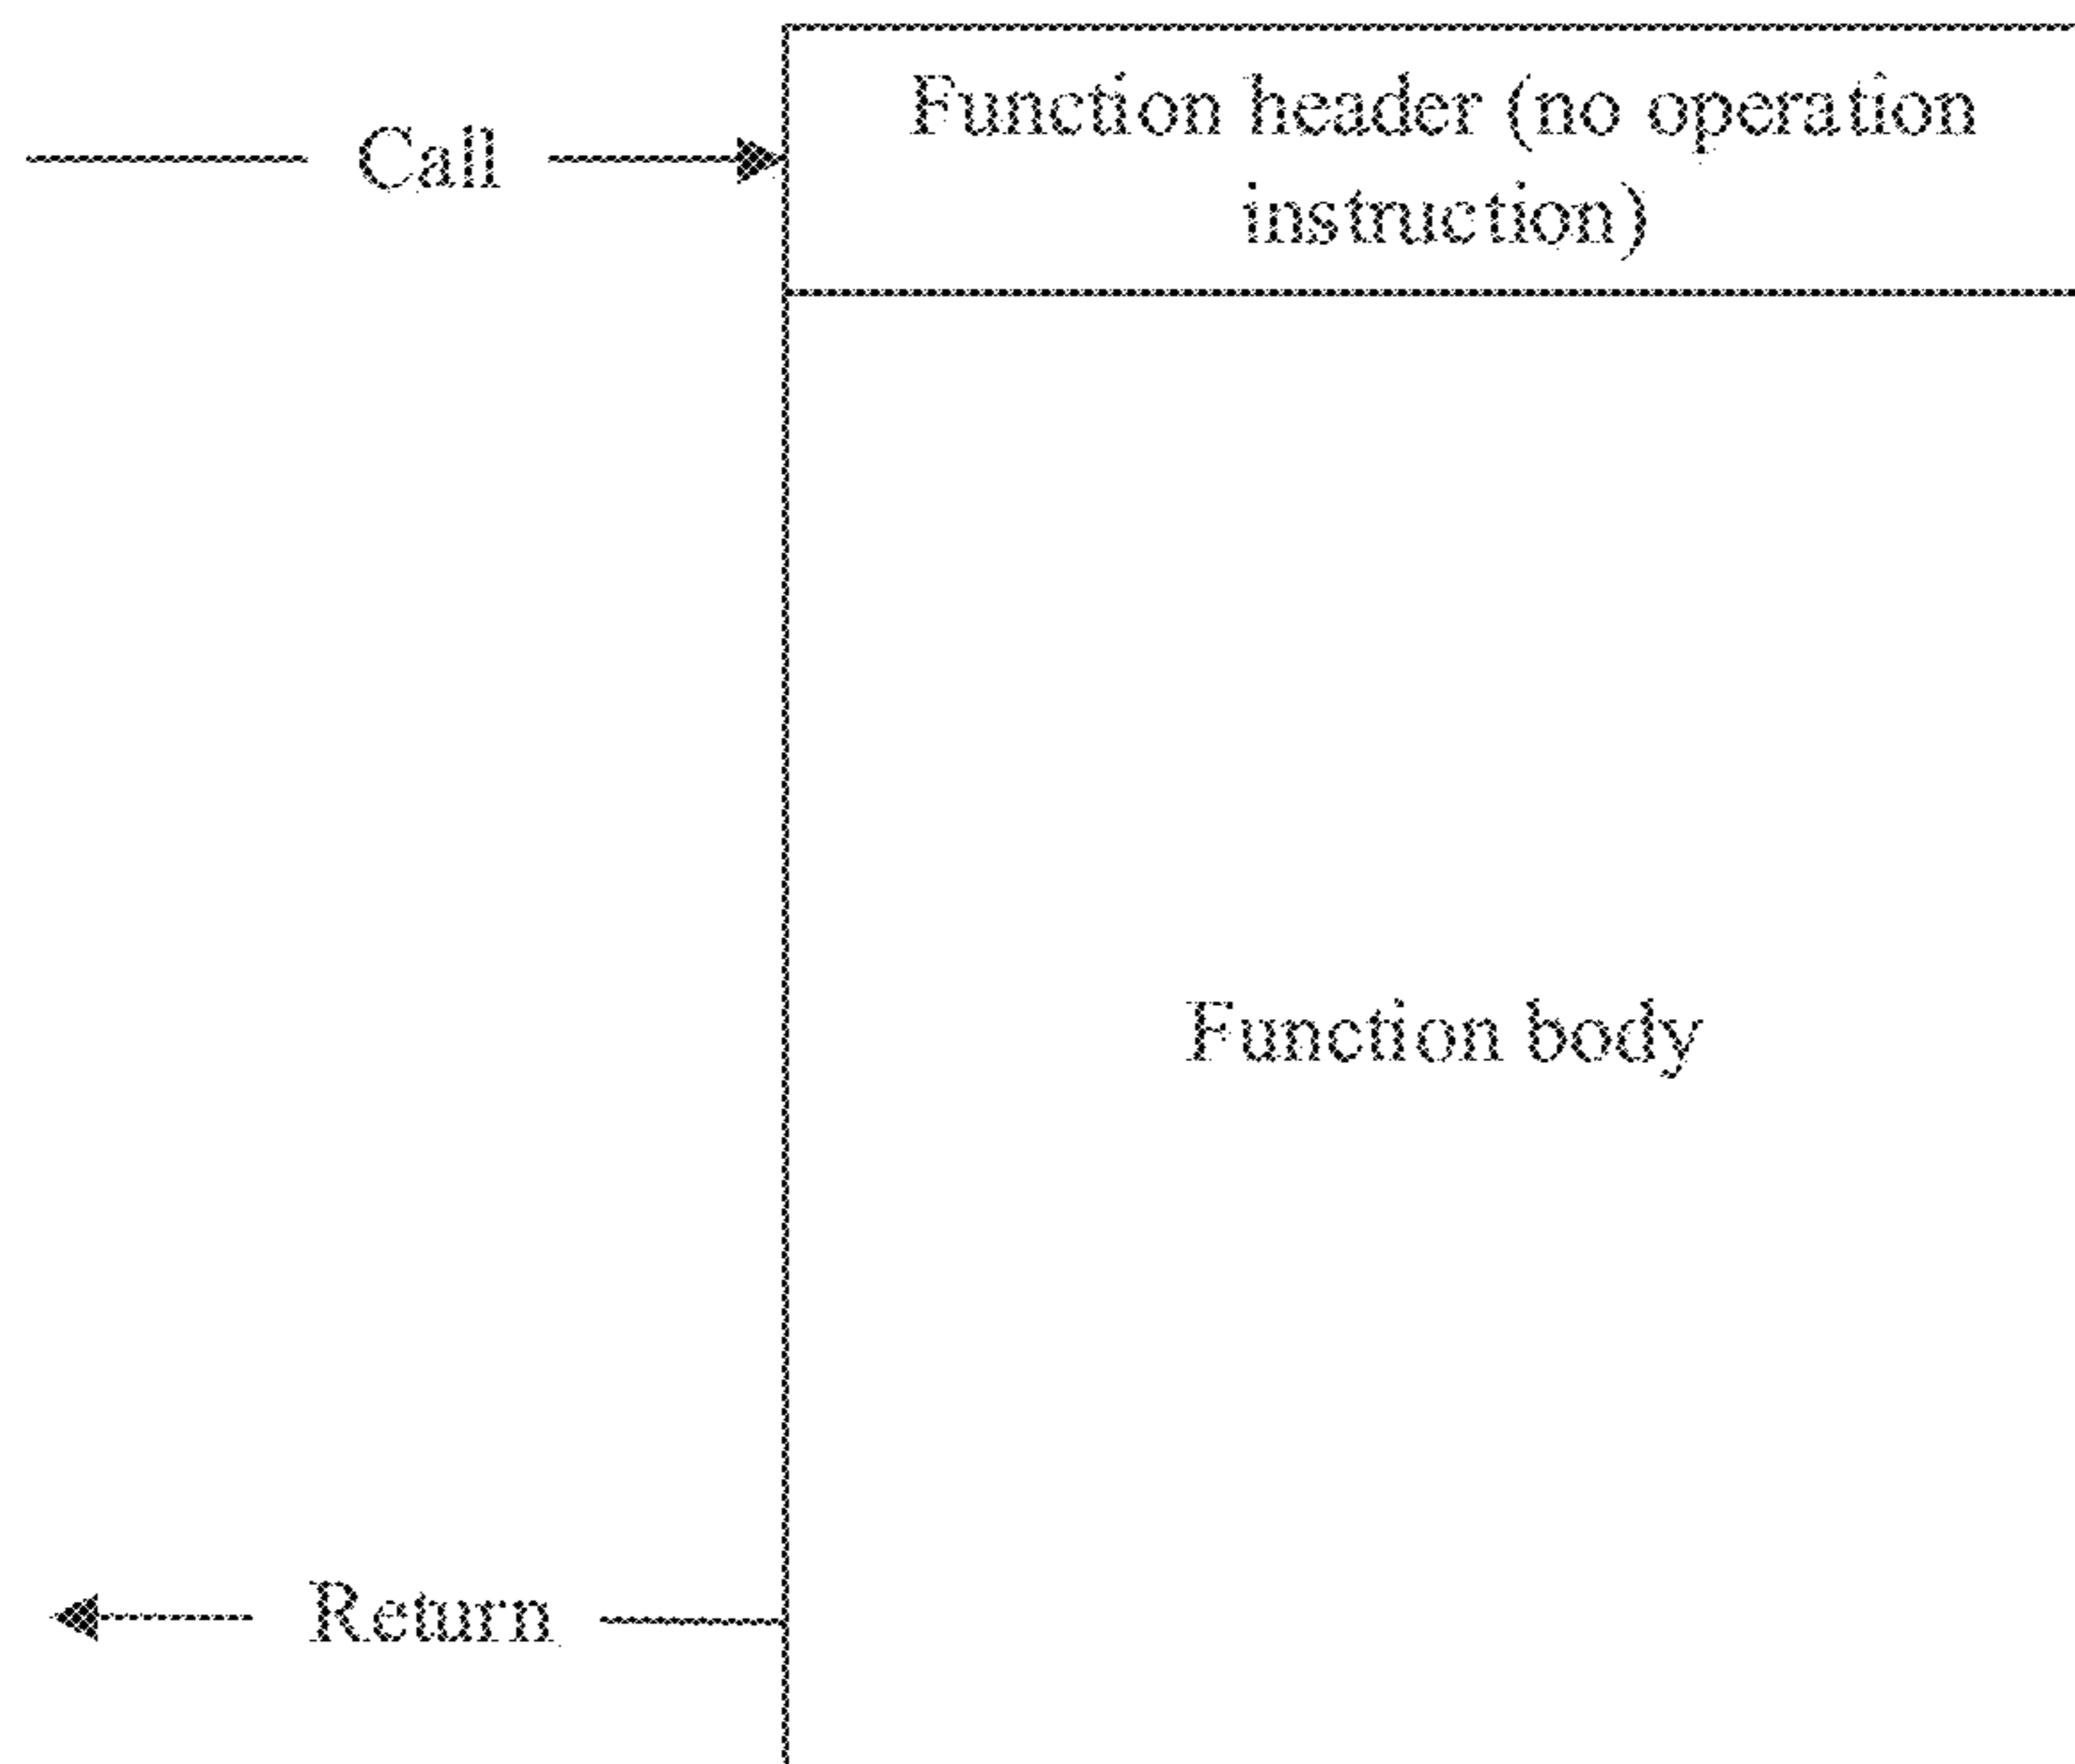 Function header (no operation
instruction)
Call
Function body
Return